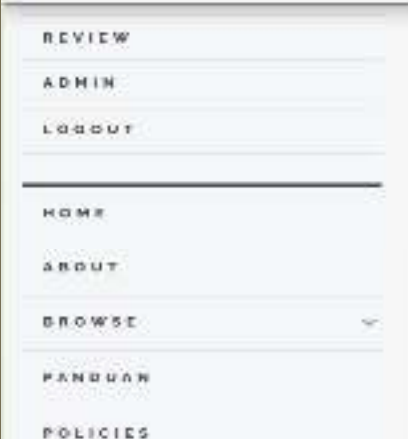 REVIEW
ADMIN
LOGOUT
HOME
ABOUT
BROWSE
PANDUAN
POLICIES